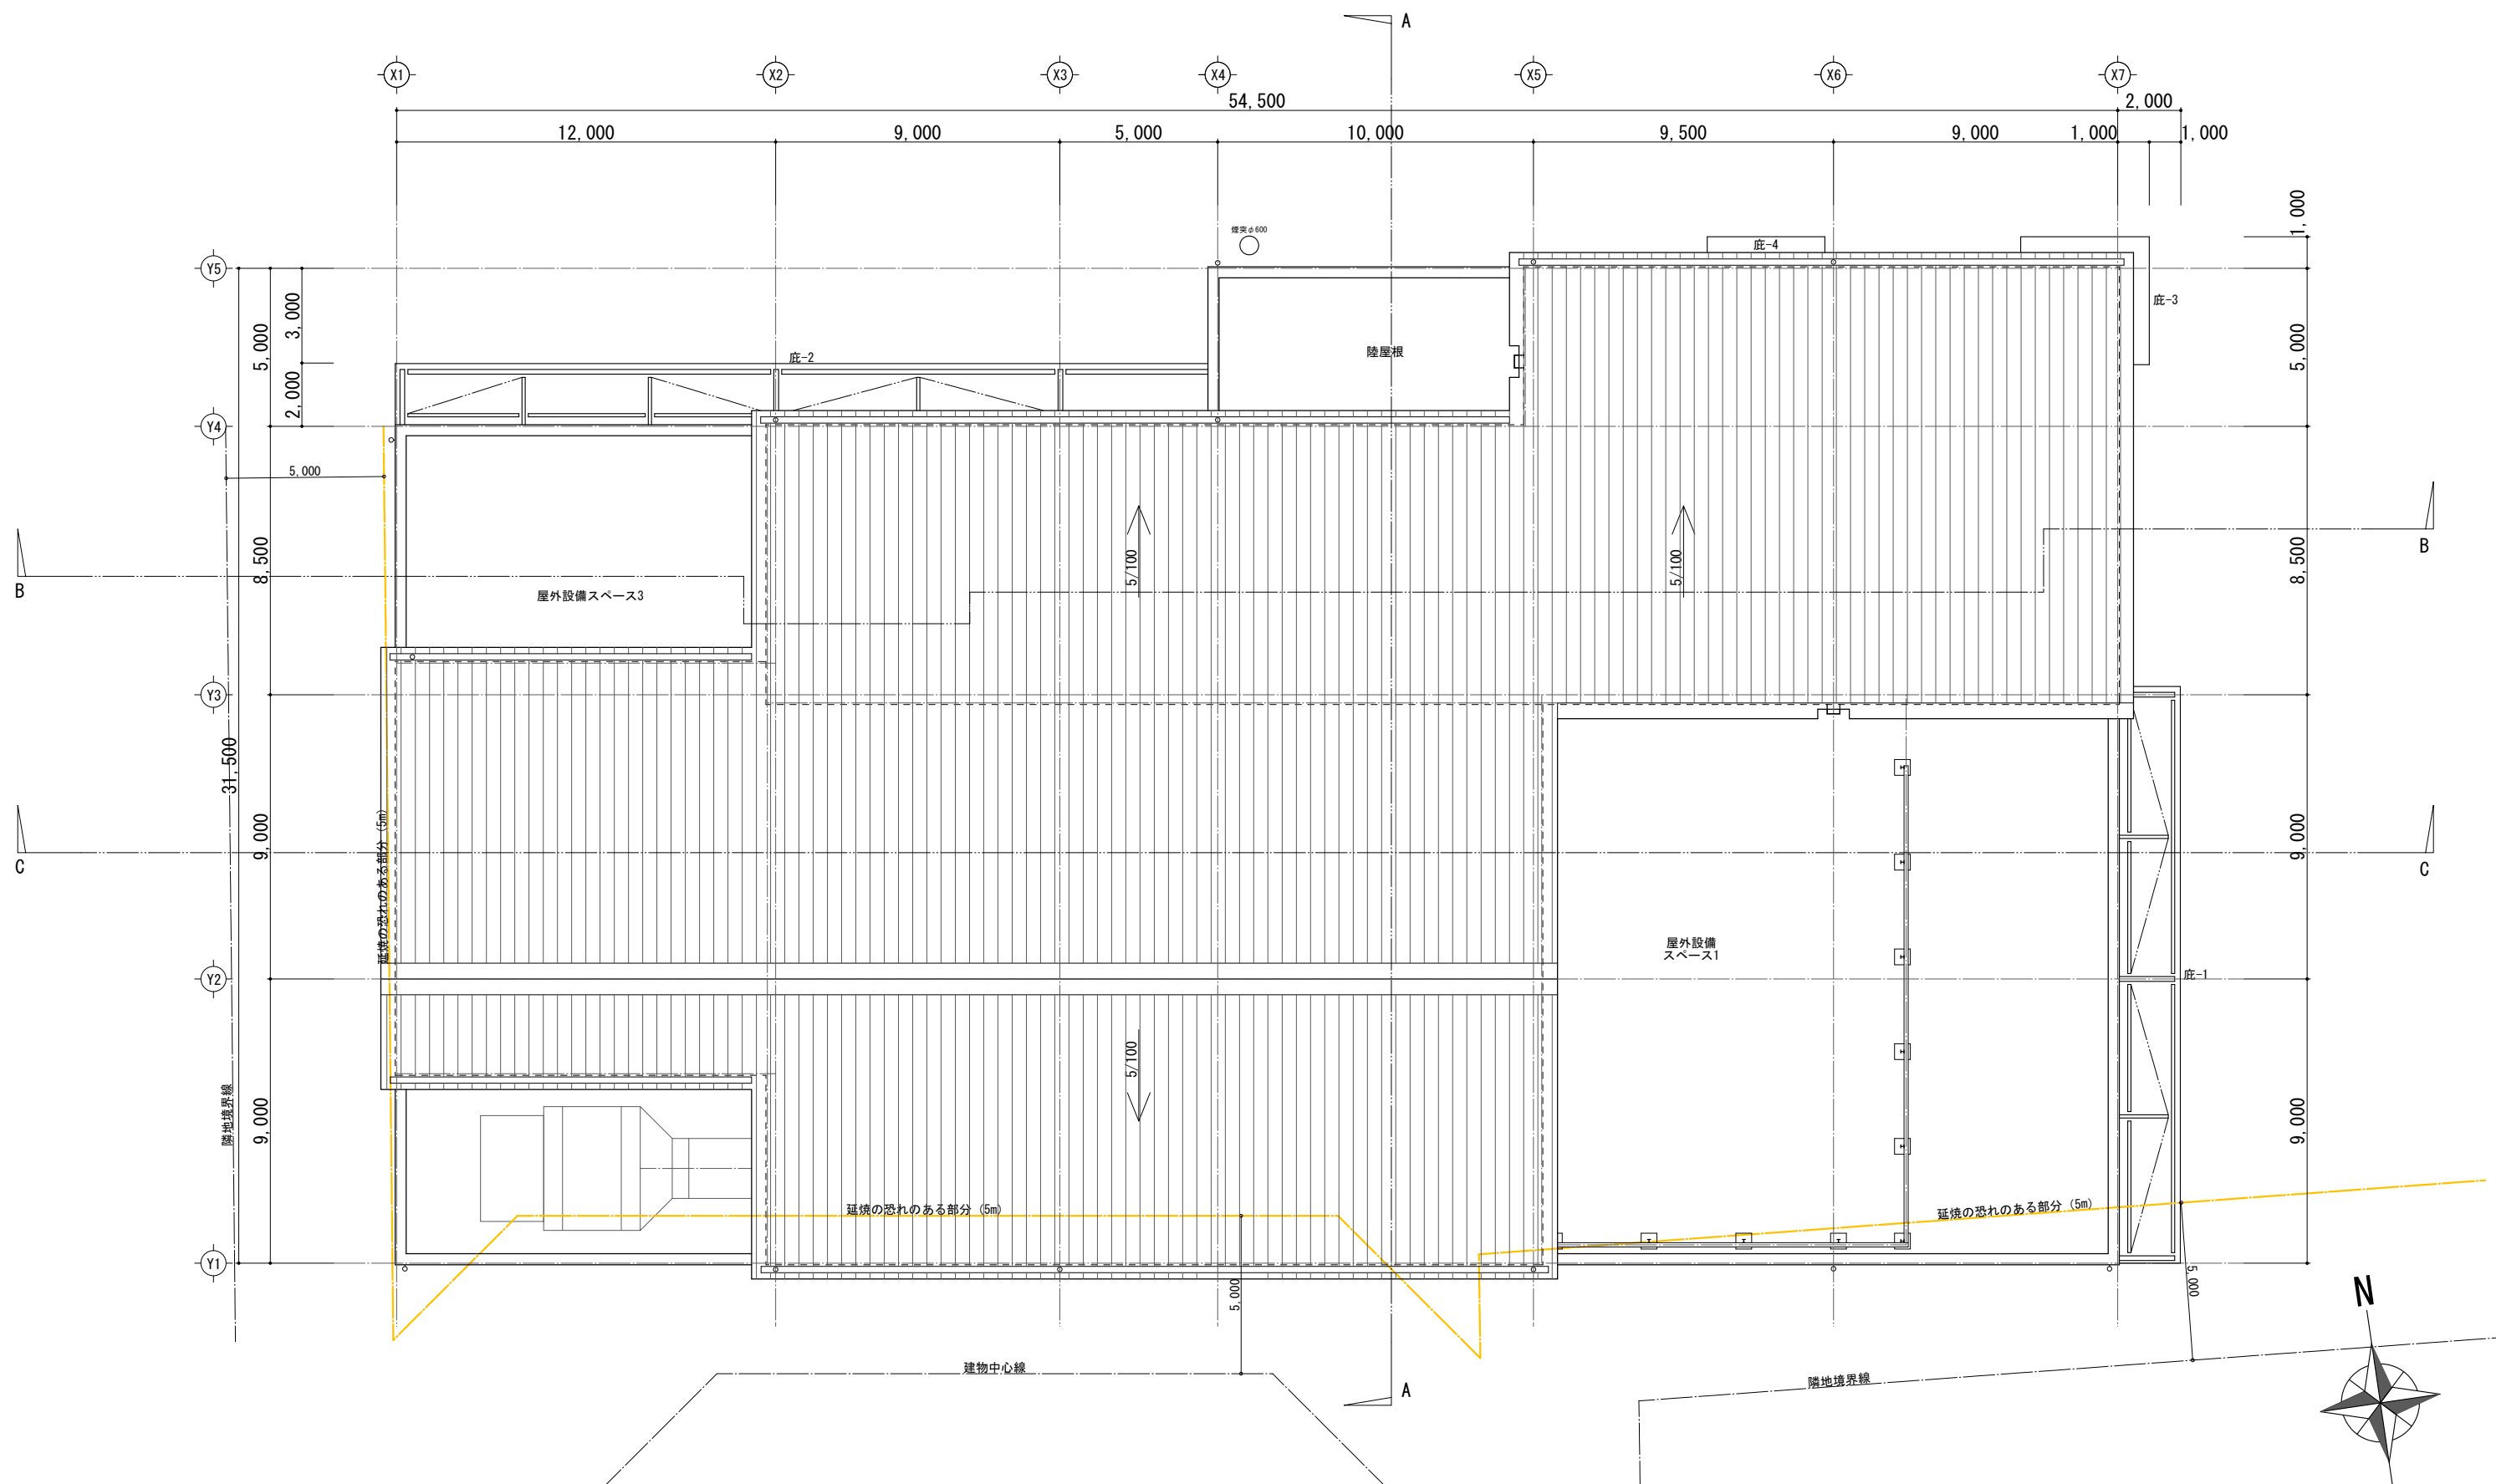 A
X1
X2
X3
X4
X5
X6
X7
54,500
2,000
12,000
9,000
5,000
10,000
9,500
9,000
1,000
1,000
1,000
煙突φ600
庇-4
Y5
3,000
庇-3
5,000
5,000
陸屋根
庇-2
2,000
Y4
5,000
B
B
5/100
5/100
8,500
8,500
屋外設備スペース3
Y3
31,500
延焼の恐れのある部分 (5m)
9,000
9,000
C
C
屋外設備
スペース1
Y2
庇-1
5/100
隣地境界線
9,000
9,000
延焼の恐れのある部分 (5m)
延焼の恐れのある部分 (5m)
Y1
5,000
5,000
N
建物中心線
隣地境界線
A